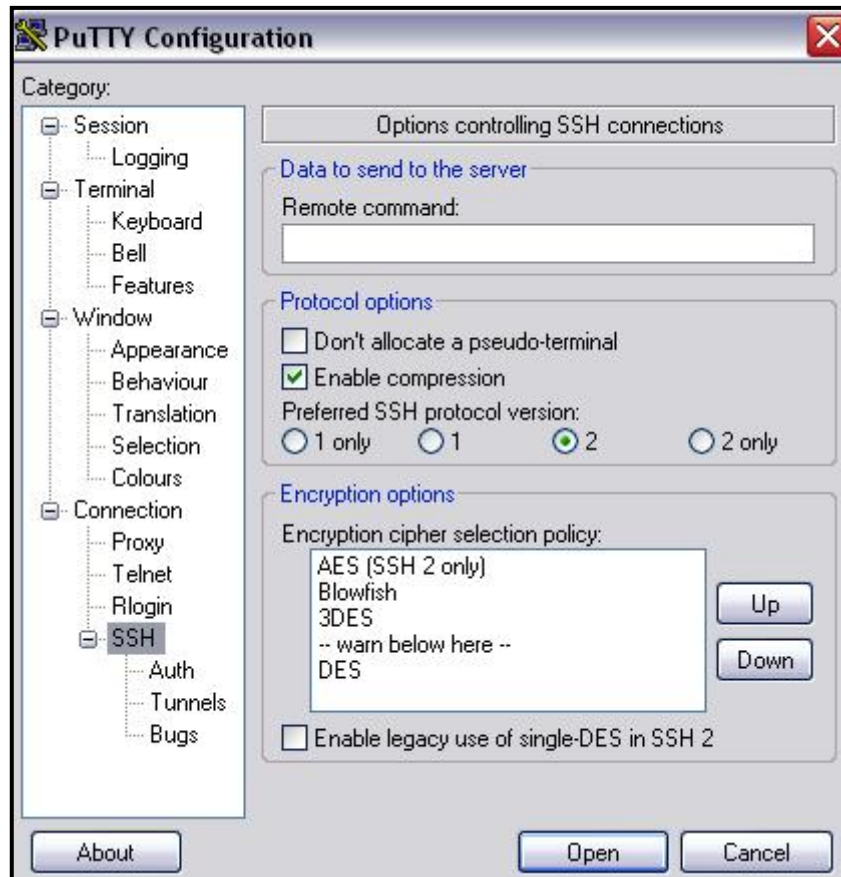 PuTTY Configuration
Category:
Session
Logging
Terminal
Keyboard
Bell
Features
Window
Appearance
Behaviour
Translation
Selection
Colours
Connection
Proxy
Telnet
Rlogin
SSH
Auth
Tunnels
Bugs
Options controlling SSH connections
Data to send to the server
Remote command:
Protocol options
Don't allocate a pseudo-terminal
Enable compression
Preferred SSH protocol version:
1 only 1 2 2 only
Encryption options
Encryption cipher selection policy:
AES (SSH 2 only)
Blowfish
3DES
-- warn below here --
DES
Up
Down
Enable legacy use of single-DES in SSH 2
About Open Cancel